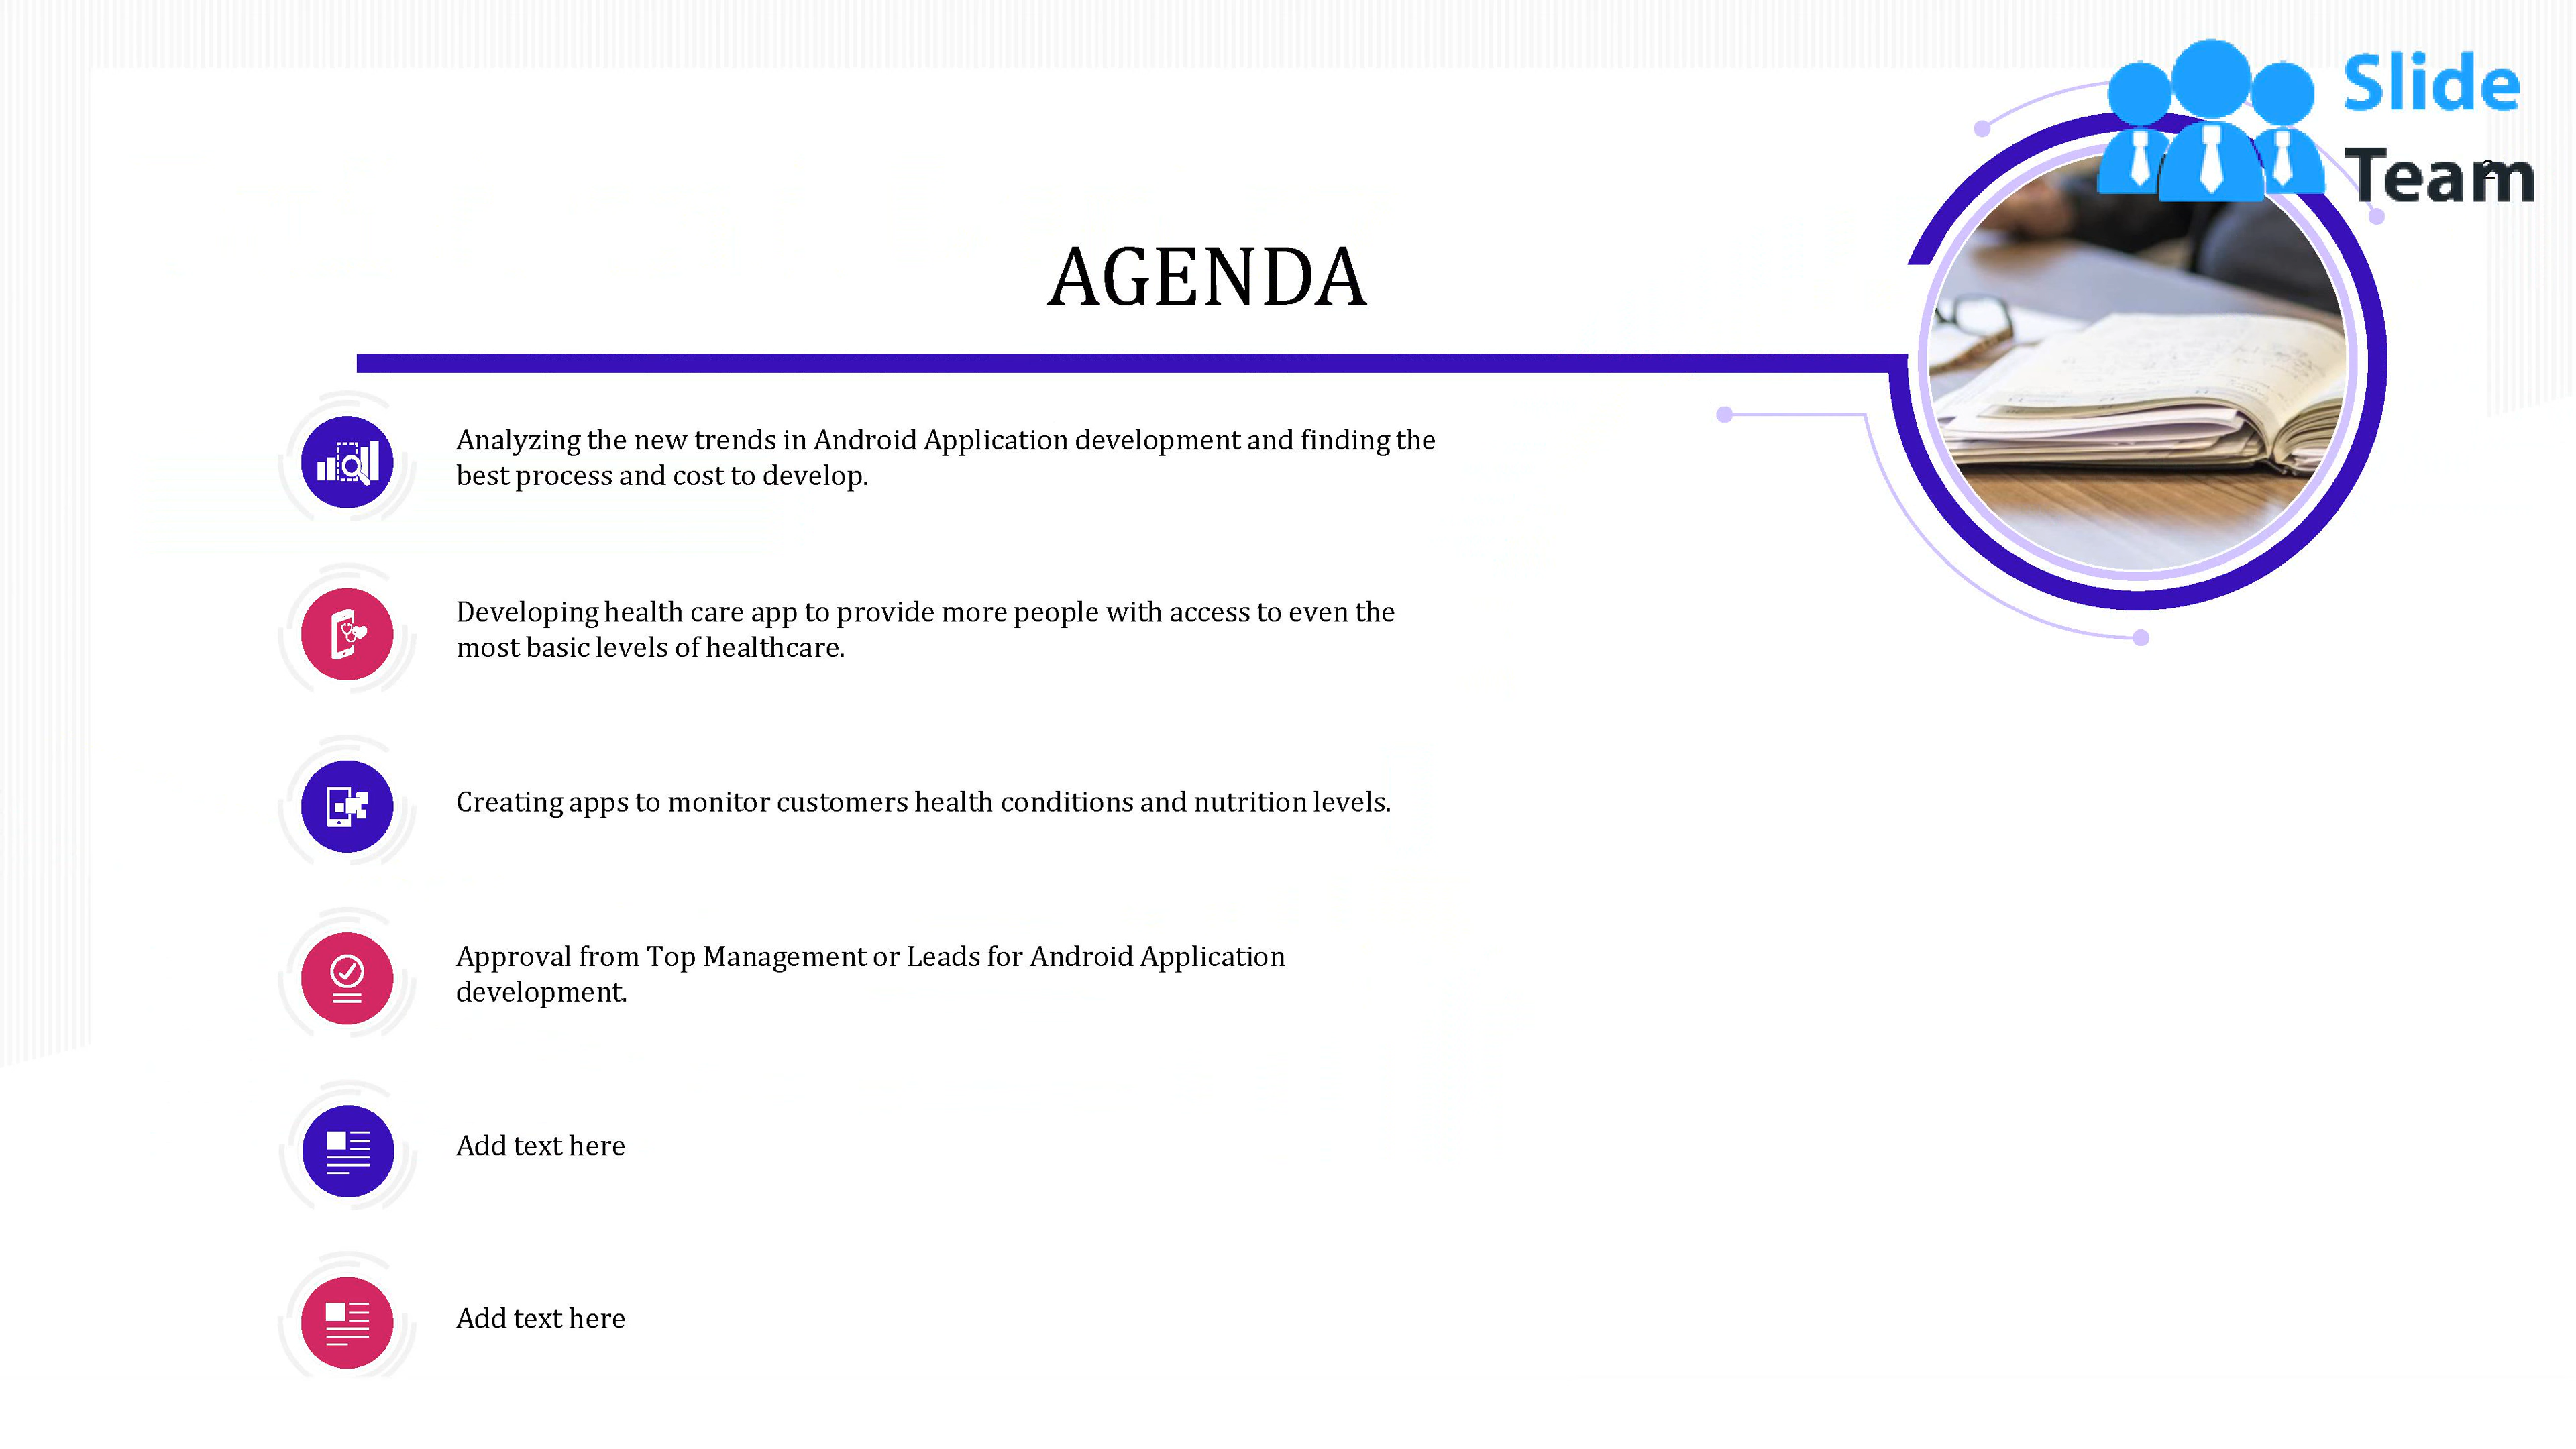 Slide
Team
2
AGENDA
Analyzing the new trends in Android Application development and finding the
best process and cost to develop.
Developing health care app to provide more people with access to even the
most basic levels of healthcare.
Creating apps to monitor customers health conditions and nutrition levels.
Approval from Top Management or Leads for Android Application
development.
Add text here
Add text here